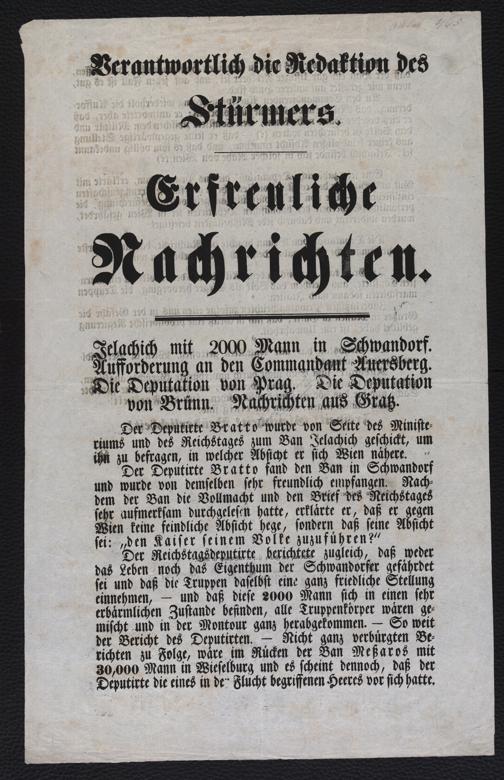 Verantwortlich die Redaktion des
Stürmers.
Erfreuliche
Nachrichten.
Jelachich mit 2000 Mann in Schwandorf.
Aufforderung an den Commandant Auersberg.
Die Deputation von Prag. Die Deputation
von Brünn. Nachrichten aus Gratz.
Der Deputirte Bratto wurde von Seite des Ministe-
riums und des Reichstages zum Ban Jelachich geschickt, um
ihn zu befragen, in welcher Absicht er sich Wien nähere.
Der Deputirte Bratto fand den Ban in Schwandorf
und wurde von demselben sehr freundlich empfangen. Nach-
dem der Ban die Vollmacht und den Brief des Reichstages
sehr aufmerksam durchgelesen hatte, erklärte er, daß er gegen
Wien keine feindliche Absicht hege, sondern daß seine Absicht
sei: „den Kaiser seinem Volke zuzuführen?"
Der Reichstagsdeputirte berichtete zugleich, daß weder
das Leben noch das Eigenthum der Schwandorfer gefährdet
sei und daß die Truppen daselbst eine ganz friedliche Stellung
einnehmen, — und daß diese 2000 Mann sich in einen sehr
erbärmlichen Zustande befinden, alle Truppenkörper wären ge-
mischt und in der Montour ganz herabgekommen. — So weit
der Bericht des Deputirten. — Nicht ganz verbürgten Be-
richten zu Folge, wäre im Rücken der Ban Meßaros mit
30,000 Mann in Wieselburg und es scheint dennoch, daß der
Deputirte die eines in der Flucht begriffenen Heeres vor sich hatte.